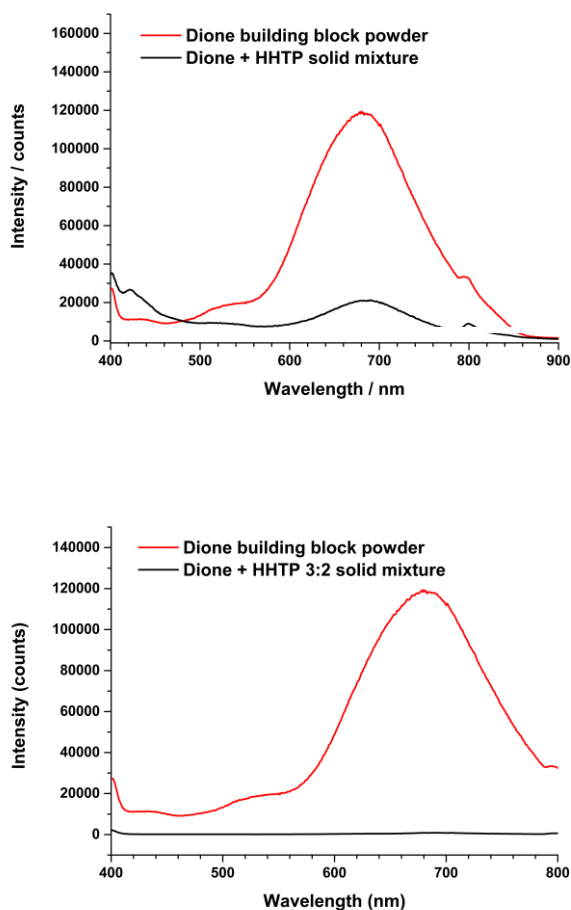 Dione building block powder
Dione + HHTP solid mixture
160000
140000
120000
100000
80000
60000
40000
20000
0
Intensity / counts
400 500 600 700 800 900
Wavelength / nm
Dione building block powder
Dione + HHTP 3:2 solid mixture
140000
120000
100000
80000
60000
40000
20000
0
Intensity (counts)
400 500 600 700 800
Wavelength (nm)